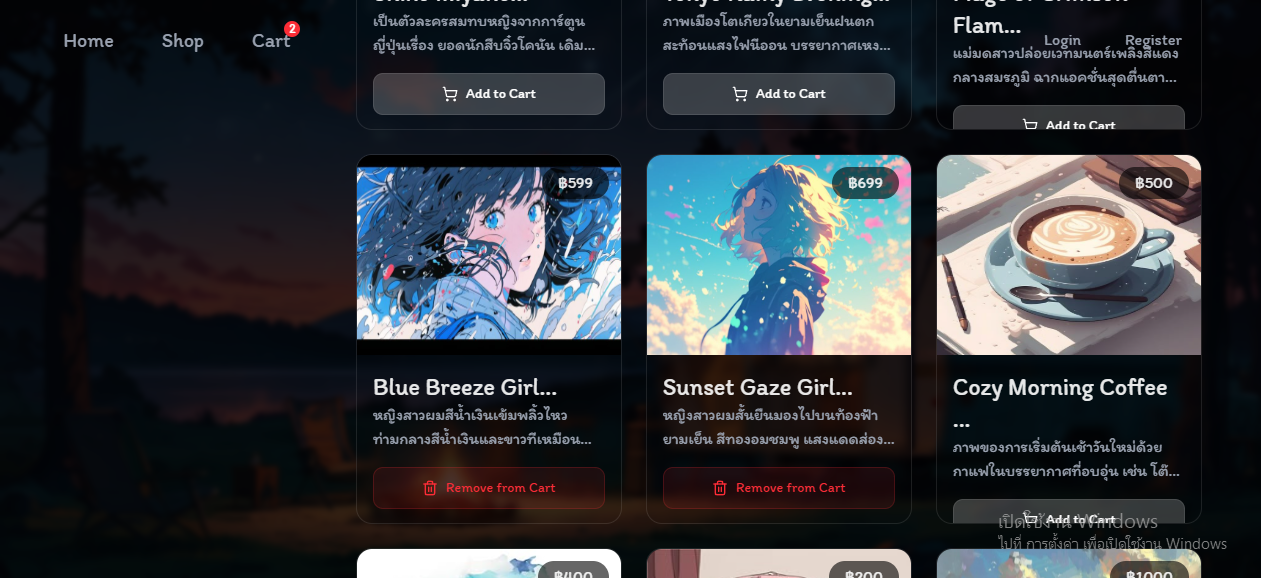 Home
Shop
Cart
2
Login
Register
เป็นตัวละครสมทบหญิงจากการ์ตูน
ญี่ปุ่นเรื่อง ยอดนักสืบจิ๋วโคนัน เดิม...
Add to Cart
ภาพเมืองโตเกียวในยามเย็นฝนตก
สะท้อนแสงไฟนีออน บรรยากาศเหง...
Add to Cart
Flam...
แม่มดสาวปล่อยเวทมนตร์เพลิงสีแดง
กลางสมรภูมิ ฉากแอคชั่นสุดตื่นตา...
Add to Cart
฿599
Blue Breeze Girl...
หญิงสาวผมสีน้ำเงินเข้มพลิ้วไหว
ท่ามกลางสีน้ำเงินและขาวที่เหมือน...
Remove from Cart
฿699
Sunset Gaze Girl...
หญิงสาวผมสั้นยืนมองไปบนท้องฟ้า
ยามเย็น สีทองอมชมพู แสงแดดส่อง...
Remove from Cart
฿500
Cozy Morning Coffee
...
ภาพของการเริ่มต้นเช้าวันใหม่ด้วย
กาแฟในบรรยากาศที่อบอุ่น เช่น โต๊...
Add to Cart
เปิดใช้งาน Windows
ไปที่ การตั้งค่า เพื่อเปิดใช้งาน Windows
฿400
฿200
฿1000